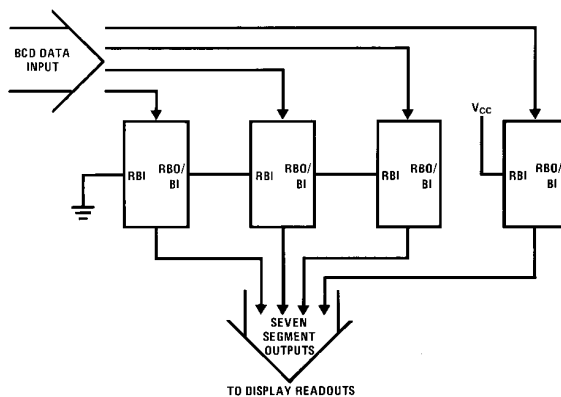 BCD DATA
INPUT
VCC
RBI
RBO/
BI
RBI
RBO/
BI
RBI
RBO/
BI
RBI
RBO/
BI
SEVEN
SEGMENT
OUTPUTS
TO DISPLAY READOUTS